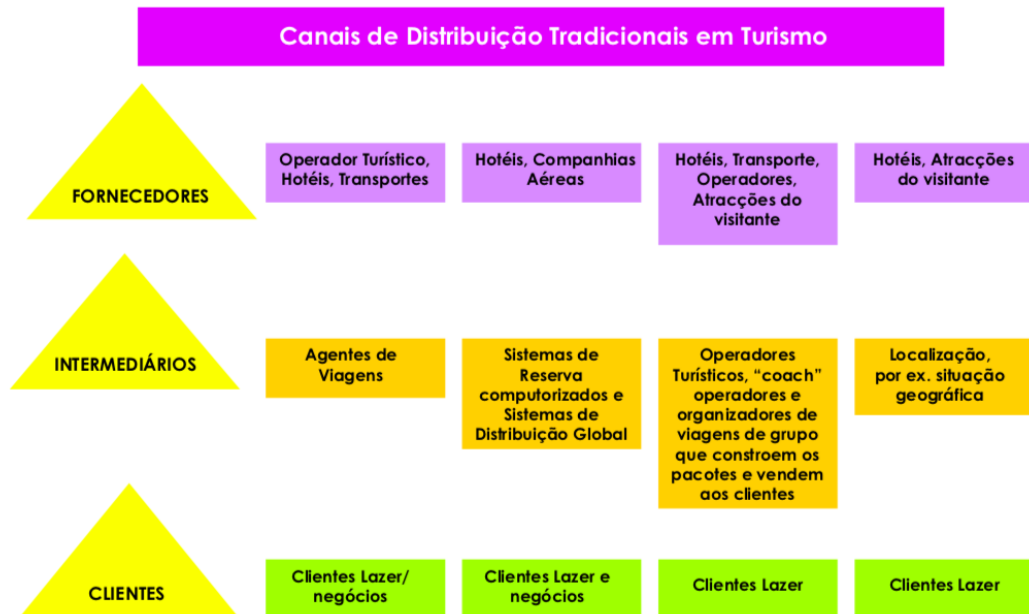 Canais de Distribuição Tradicionais em Turismo
FORNECEDORES
Operador Turístico,
Hotéis, Transportes
Hotéis, Companhias
Aéreas
Hotéis, Transporte,
Operadores,
Atracções do
visitante
Hotéis, Atracções
do visitante
INTERMEDIÁRIOS
Agentes de
Viagens
Sistemas de
Reserva
computorizados e
Sistemas de
Distribuição Global
Operadores
Turísticos, “coach”
operadores e
organizadores de
viagens de grupo
que constroem os
pacotes e vendem
aos clientes
Localização,
por ex. situação
geográfica
CLIENTES
Clientes Lazer/
negócios
Clientes Lazer e
negócios
Clientes Lazer
Clientes Lazer